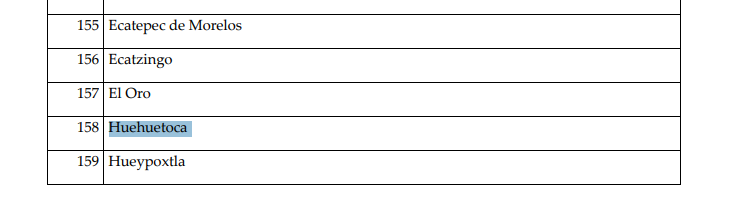 155 Ecatepec de Morelos
156 Ecatzingo
157 El Oro
158 Huehuetoca
159 Hueypoxtla